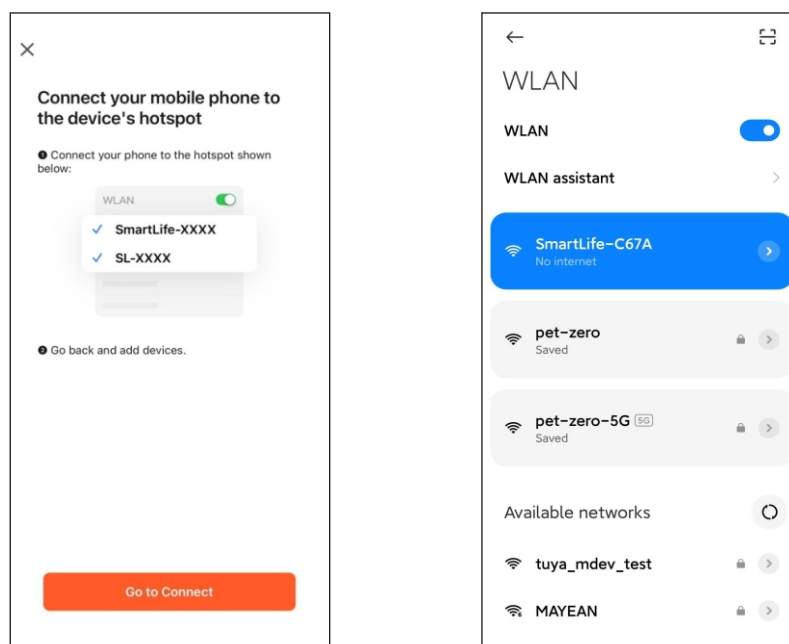 Connect your mobile phone to
the device's hotspot
❶ Connect your phone to the hotspot shown
below:
WLAN
SmartLife-XXXX
SL-XXXX
❷ Go back and add devices.
Go to Connect
WLAN
WLAN
WLAN assistant
SmartLife-C67A
No internet
pet-zero
Saved
pet-zero-5G 5G
Saved
Available networks
tuya_mdev_test
MAYEAN